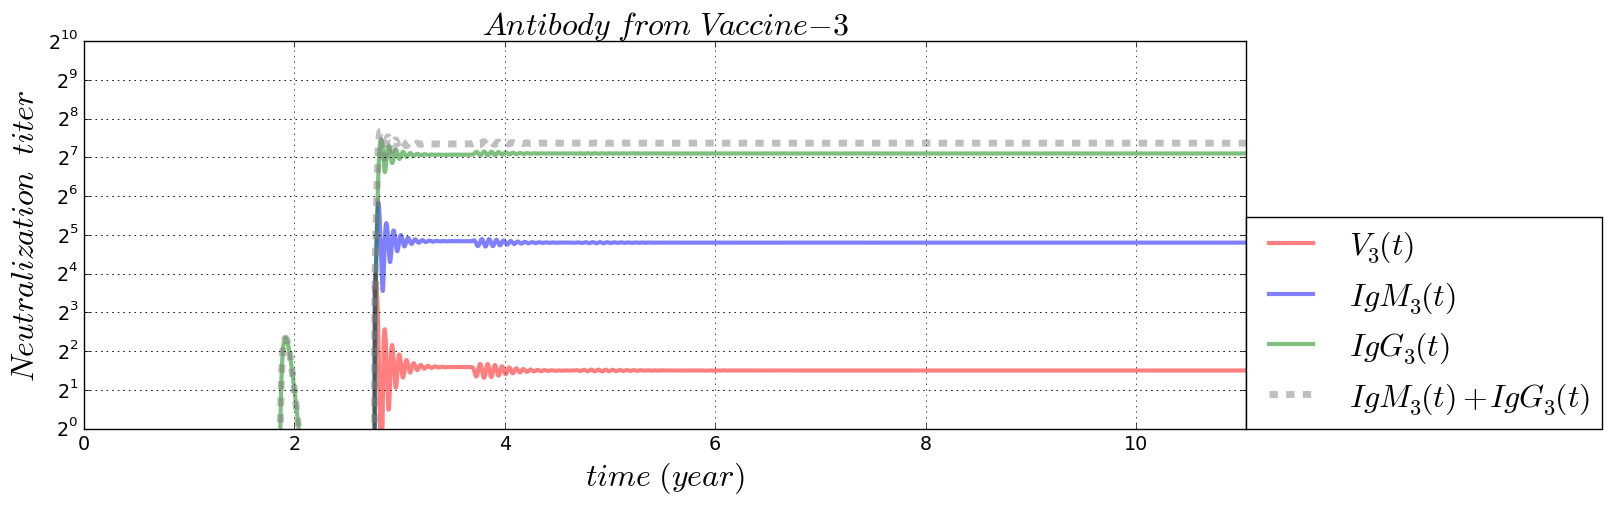 Antibody from Vaccine−3
Neutralization titer
2^10
2^9
2^8
2^7
2^6
2^5
2^4
2^3
2^2
2^1
2^0
0 2 4 6 8 10
time (year)
V_3(t)
IgM_3(t)
IgG_3(t)
IgM_3(t)+IgG_3(t)